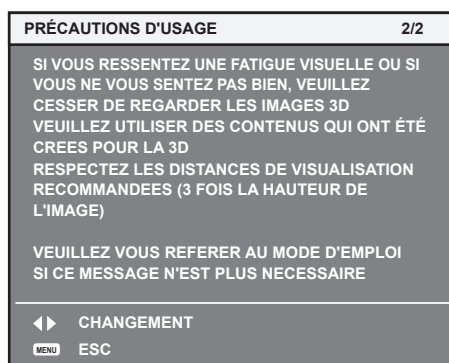 PRÉCAUTIONS D'USAGE 2/2
SI VOUS RESSENTEZ UNE FATIGUE VISUELLE OU SI
VOUS NE VOUS SENTEZ PAS BIEN, VEUILLEZ
CESSER DE REGARDER LES IMAGES 3D
VEUILLEZ UTILISER DES CONTENUS QUI ONT ÉTÉ
CREES POUR LA 3D
RESPECTEZ LES DISTANCES DE VISUALISATION
RECOMMANDEES (3 FOIS LA HAUTEUR DE
L'IMAGE)
VEUILLEZ VOUS REFERER AU MODE D'EMPLOI
SI CE MESSAGE N'EST PLUS NECESSAIRE
CHANGEMENT
MENU ESC